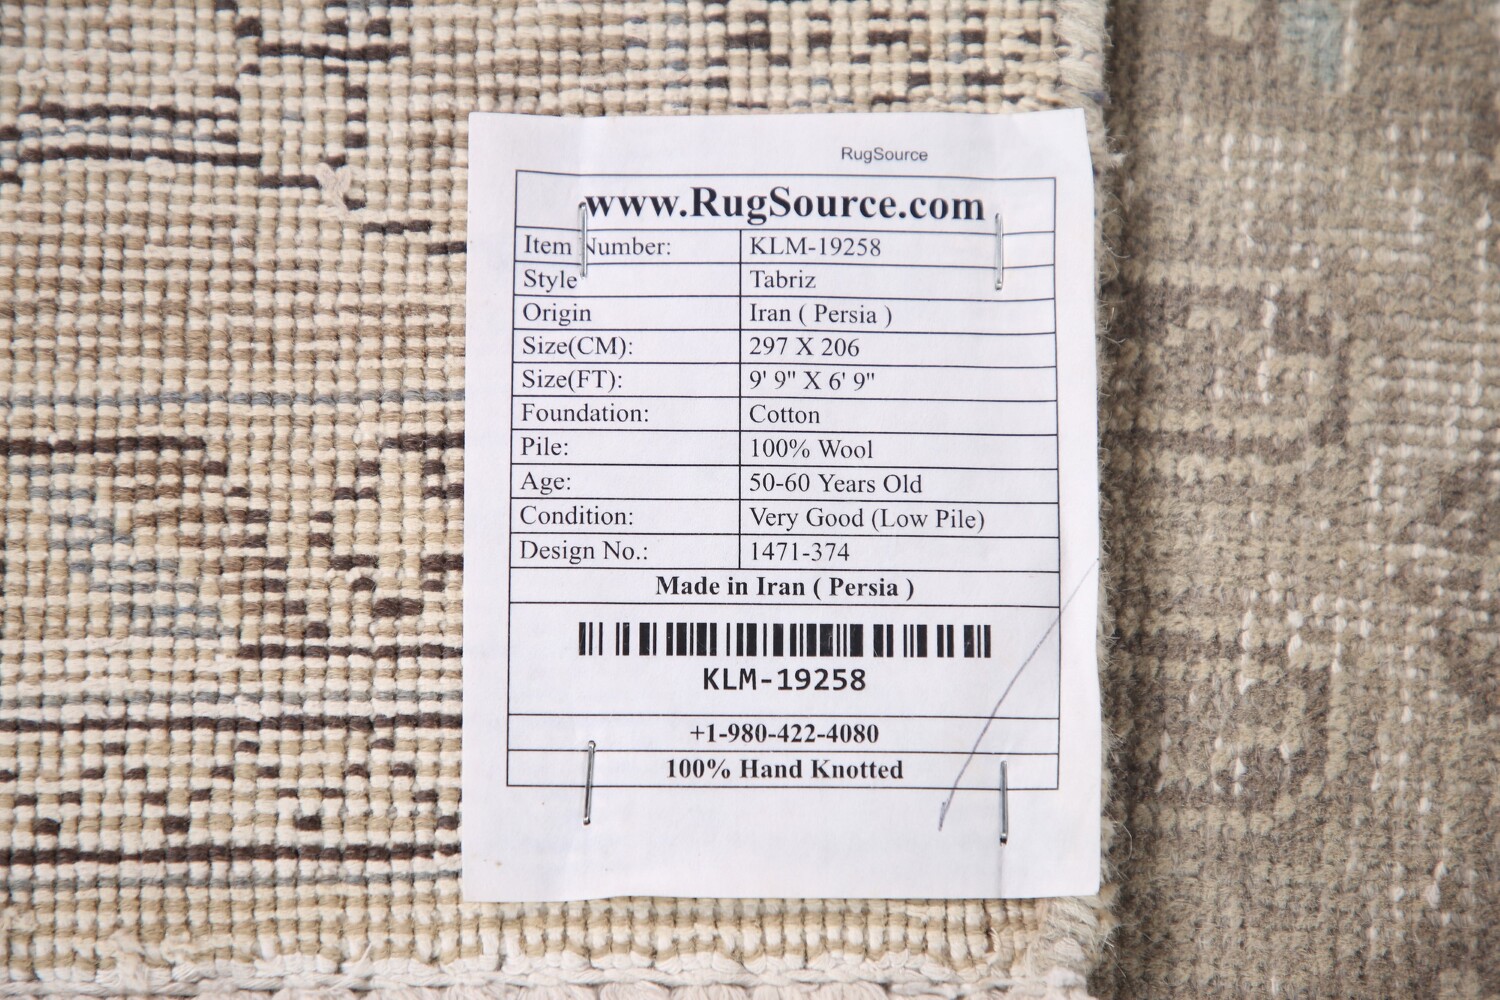 RugSource
www.RugSource.com
Item Number: KLM-19258
Style Tabriz
Origin Iran ( Persia )
Size(CM): 297 X 206
Size(FT): 9' 9" X 6' 9"
Foundation: Cotton
Pile: 100% Wool
Age: 50-60 Years Old
Condition: Very Good (Low Pile)
Design No.: 1471-374
Made in Iran ( Persia )
KLM-19258
+1-980-422-4080
100% Hand Knotted